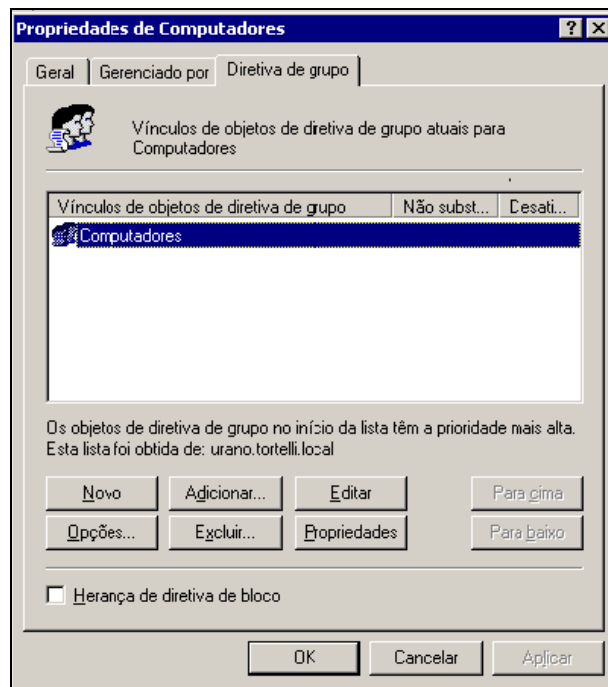 Propriedades de Computadores
Geral Gerenciado por Diretiva de grupo
Vínculos de objetos de diretiva de grupo atuais para
Computadores
Vínculos de objetos de diretiva de grupo Não subst... Desati...
Computadores
Os objetos de diretiva de grupo no início da lista têm a prioridade mais alta.
Esta lista foi obtida de: urano.tortelli.local
Novo Adicionar... Editar Para cima
Opções... Excluir... Propriedades Para baixo
Herança de diretiva de bloco
OK Cancelar Aplicar